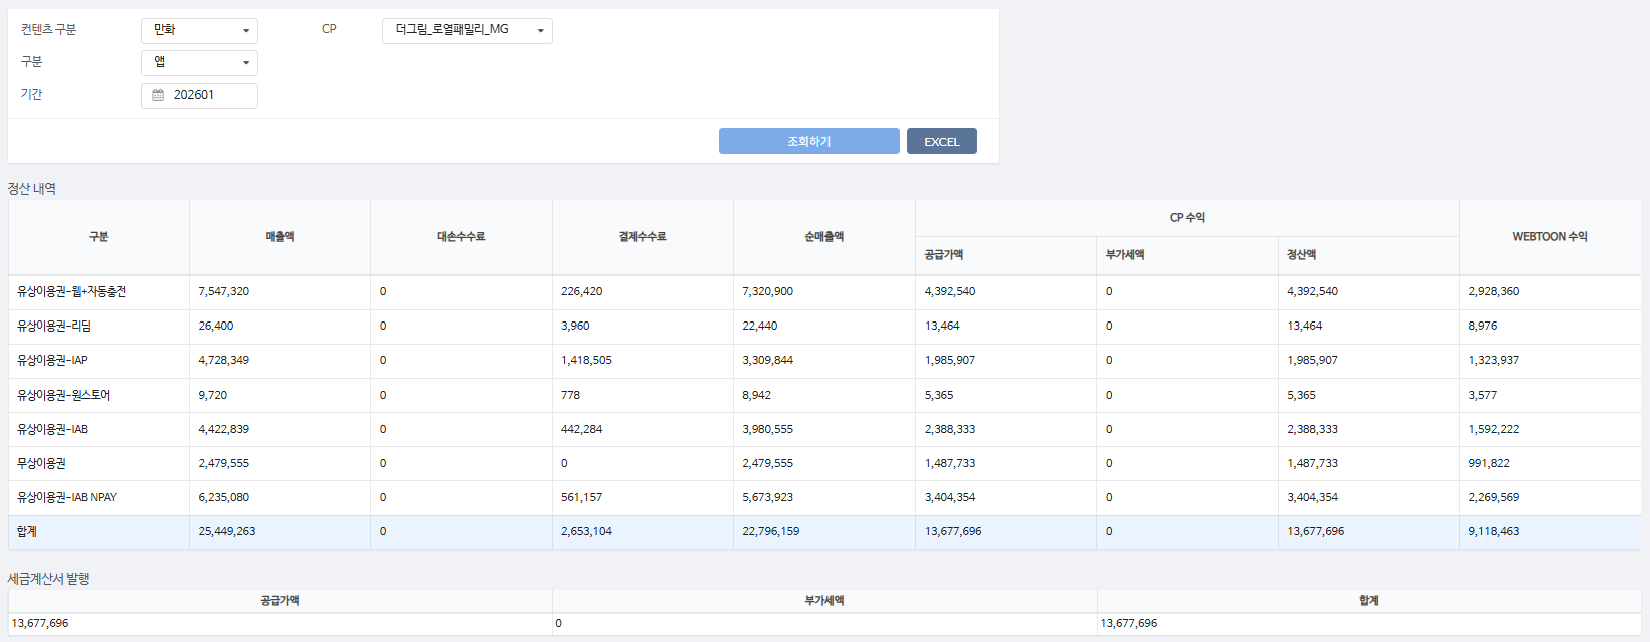 컨텐츠 구분 만화 CP 더그림_로열패밀리_MG
구분 앱
기간 202601
조회하기 EXCEL
정산 내역
구분 매출액 대손수수료 결제수수료 순매출액 CP 수익 WEBTOON 수익
공급가액 부가세액 정산액
유상이용권-웹+자동충전 7,547,320 0 226,420 7,320,900 4,392,540 0 4,392,540 2,928,360
유상이용권-리딤 26,400 0 3,960 22,440 13,464 0 13,464 8,976
유상이용권-IAP 4,728,349 0 1,418,505 3,309,844 1,985,907 0 1,985,907 1,323,937
유상이용권-원스토어 9,720 0 778 8,942 5,365 0 5,365 3,577
유상이용권-IAB 4,422,839 0 442,284 3,980,555 2,388,333 0 2,388,333 1,592,222
무상이용권 2,479,555 0 0 2,479,555 1,487,733 0 1,487,733 991,822
유상이용권-IAB NPAY 6,235,080 0 561,157 5,673,923 3,404,354 0 3,404,354 2,269,569
합계 25,449,263 0 2,653,104 22,796,159 13,677,696 0 13,677,696 9,118,463
세금계산서 발행
공급가액 부가세액 합계
13,677,696 0 13,677,696